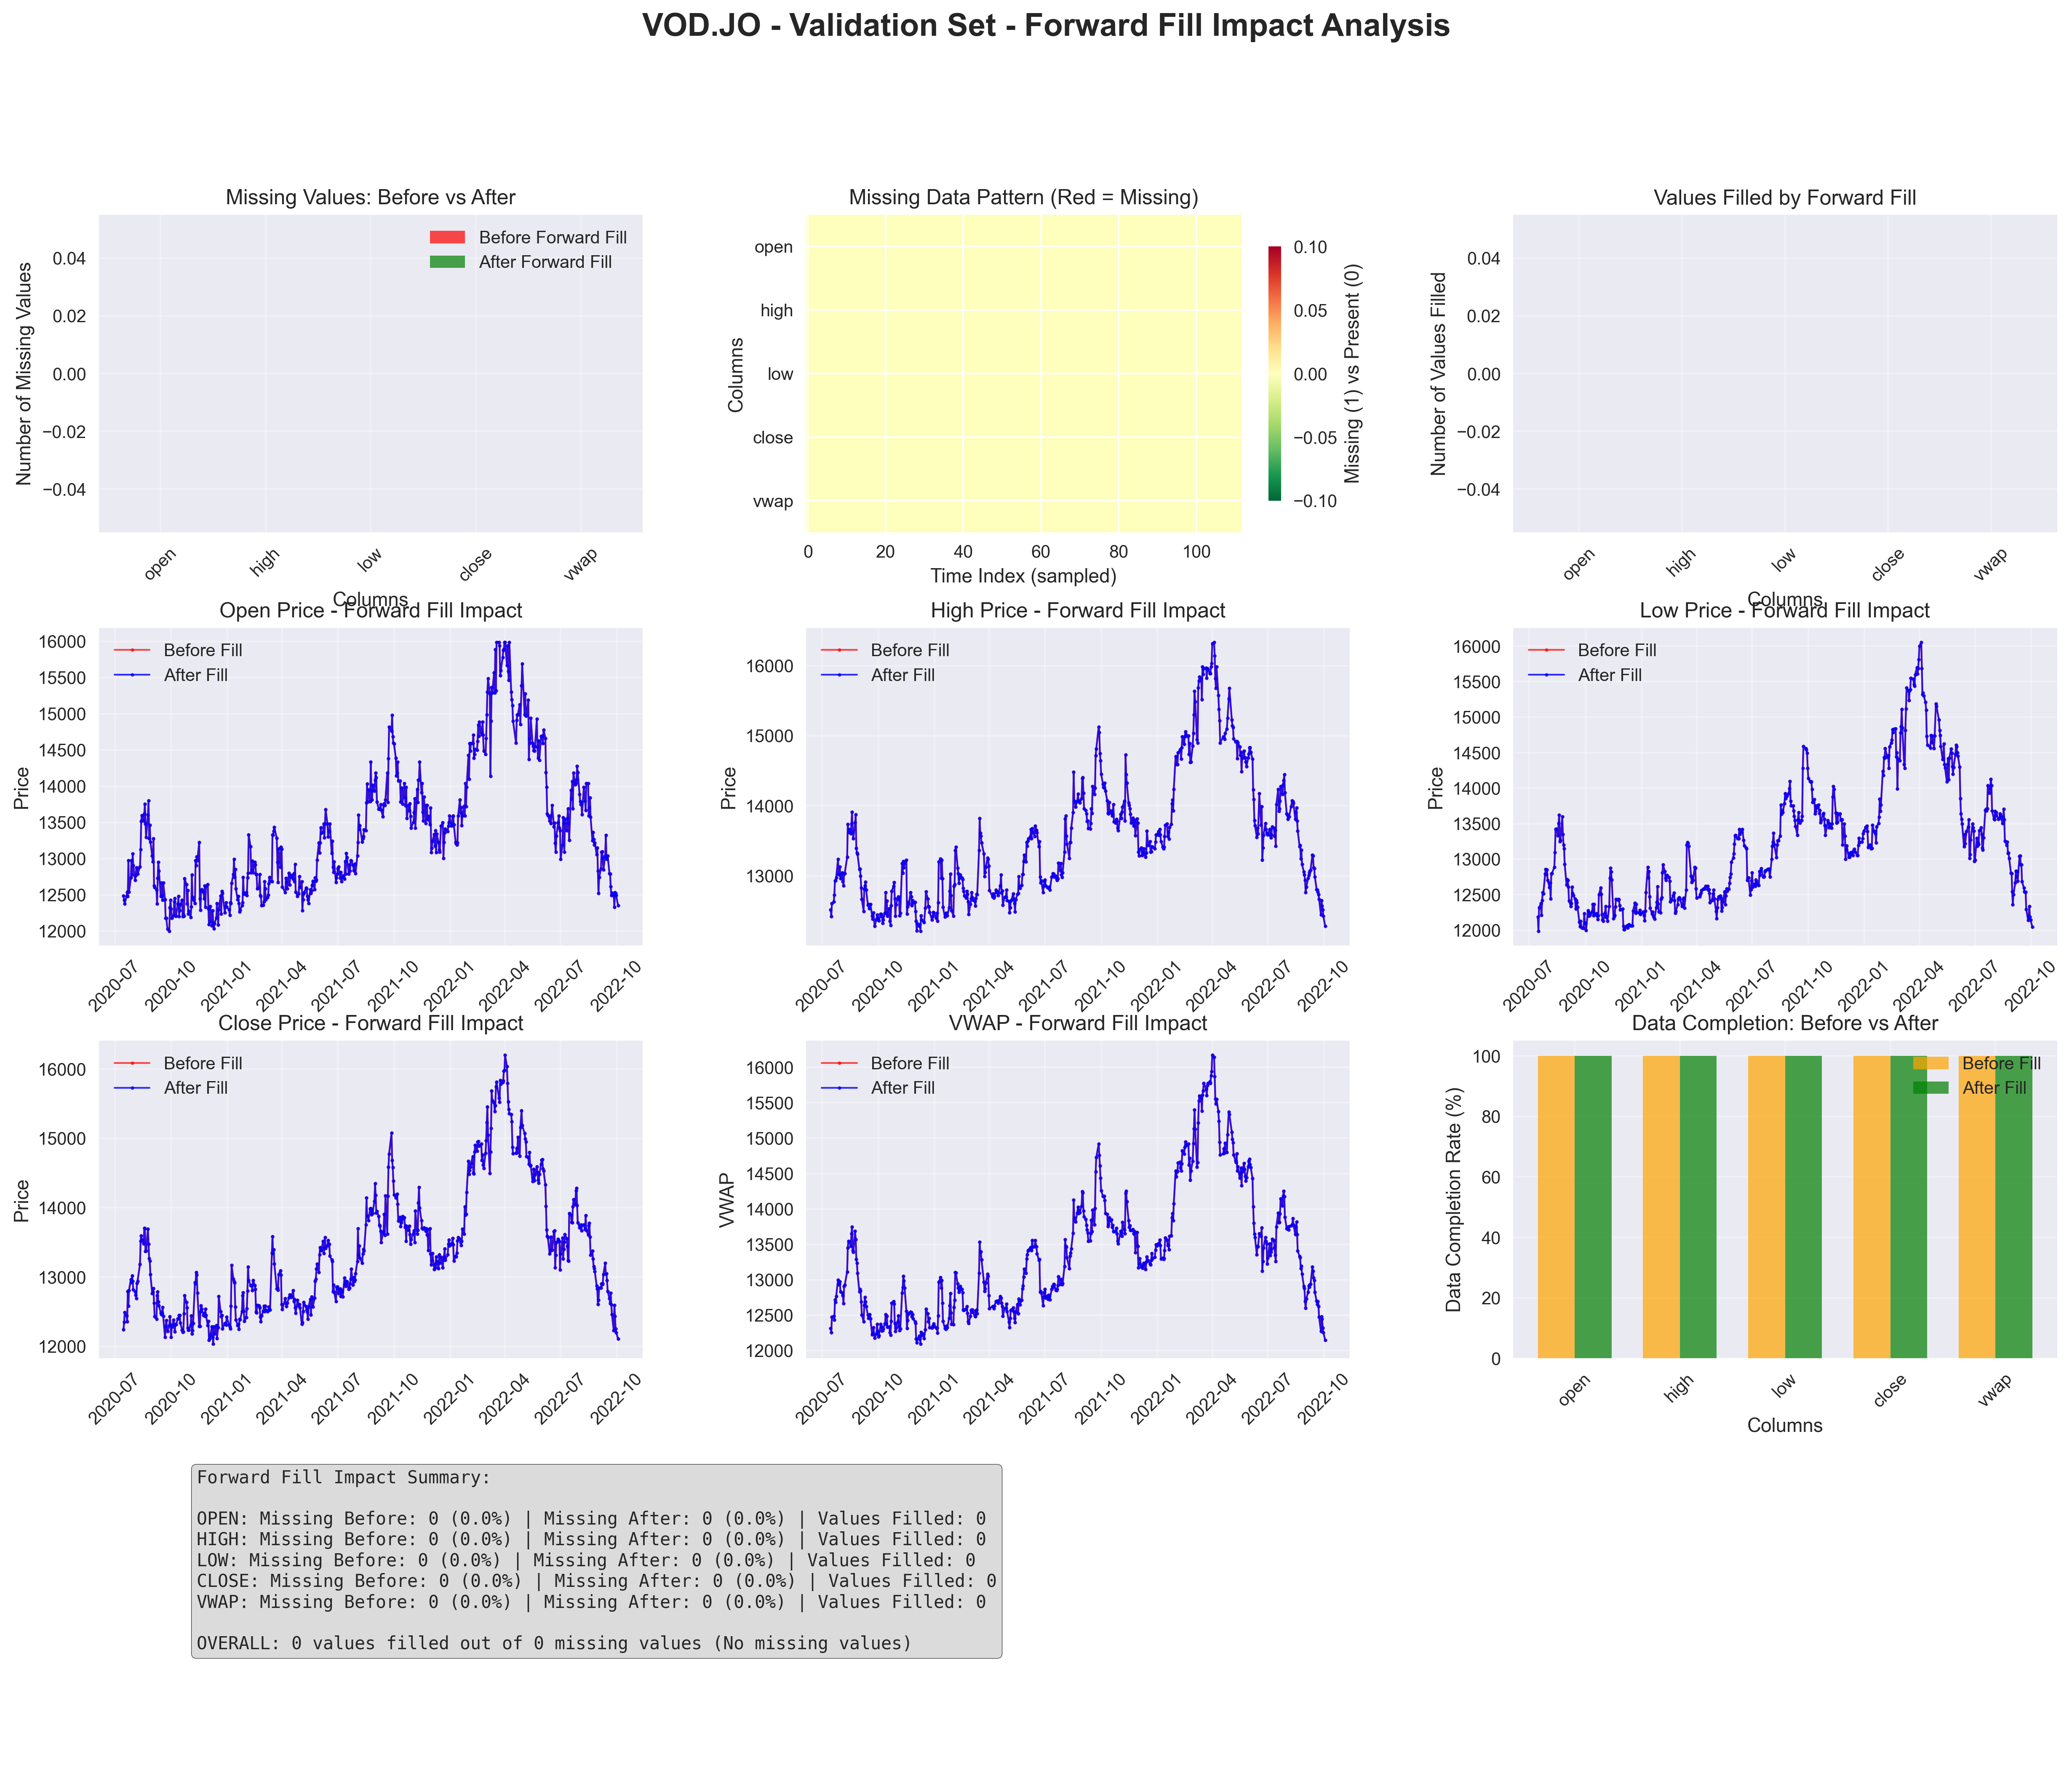 VOD.JO - Validation Set - Forward Fill Impact Analysis
Missing Values: Before vs After
Number of Missing Values
0.04
0.02
0.00
−0.02
−0.04
Before Forward Fill
After Forward Fill
open
high
low
close
vwap
Columns
Missing Data Pattern (Red = Missing)
Columns
open
high
low
close
vwap
0
20
40
60
80
100
Time Index (sampled)
0.10
0.05
0.00
−0.05
−0.10
Missing (1) vs Present (0)
Values Filled by Forward Fill
Number of Values Filled
0.04
0.02
0.00
−0.02
−0.04
open
high
low
close
vwap
Columns
Open Price - Forward Fill Impact
Price
16000
15500
15000
14500
14000
13500
13000
12500
12000
Before Fill
After Fill
2020-07
2020-10
2021-01
2021-04
2021-07
2021-10
2022-01
2022-04
2022-07
2022-10
High Price - Forward Fill Impact
Price
16000
15000
14000
13000
Before Fill
After Fill
2020-07
2020-10
2021-01
2021-04
2021-07
2021-10
2022-01
2022-04
2022-07
2022-10
Low Price - Forward Fill Impact
Price
16000
15500
15000
14500
14000
13500
13000
12500
12000
Before Fill
After Fill
2020-07
2020-10
2021-01
2021-04
2021-07
2021-10
2022-01
2022-04
2022-07
2022-10
Close Price - Forward Fill Impact
Price
16000
15000
14000
13000
12000
Before Fill
After Fill
2020-07
2020-10
2021-01
2021-04
2021-07
2021-10
2022-01
2022-04
2022-07
2022-10
VWAP - Forward Fill Impact
VWAP
16000
15500
15000
14500
14000
13500
13000
12500
12000
Before Fill
After Fill
2020-07
2020-10
2021-01
2021-04
2021-07
2021-10
2022-01
2022-04
2022-07
2022-10
Data Completion: Before vs After
Data Completion Rate (%)
100
80
60
40
20
0
Before Fill
After Fill
open
high
low
close
vwap
Columns
Forward Fill Impact Summary:
OPEN: Missing Before: 0 (0.0%) | Missing After: 0 (0.0%) | Values Filled: 0
HIGH: Missing Before: 0 (0.0%) | Missing After: 0 (0.0%) | Values Filled: 0
LOW: Missing Before: 0 (0.0%) | Missing After: 0 (0.0%) | Values Filled: 0
CLOSE: Missing Before: 0 (0.0%) | Missing After: 0 (0.0%) | Values Filled: 0
VWAP: Missing Before: 0 (0.0%) | Missing After: 0 (0.0%) | Values Filled: 0
OVERALL: 0 values filled out of 0 missing values (No missing values)